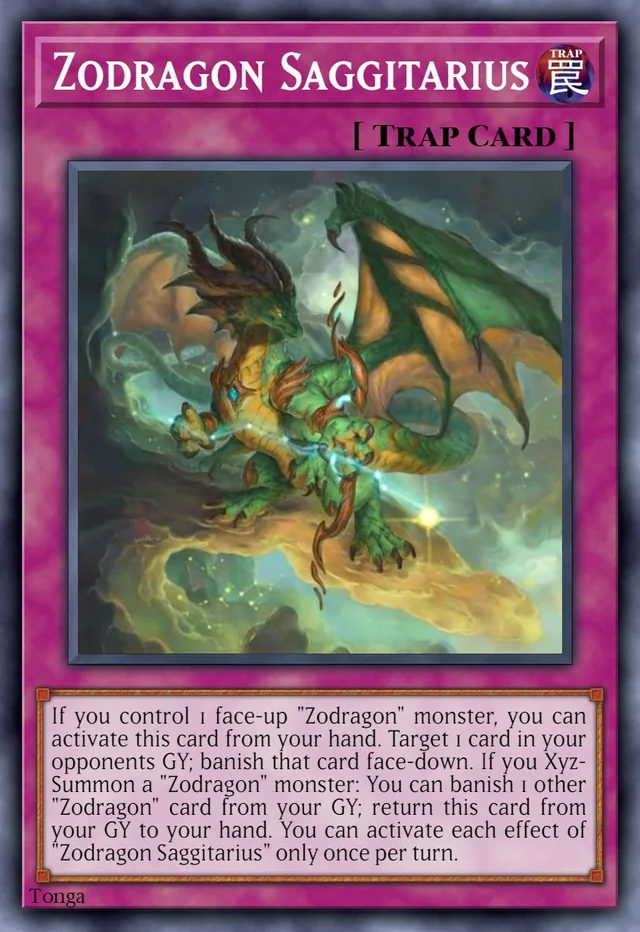 ZODRAGON SAGGITARIUS
TRAP
罠
[ TRAP CARD ]
If you control 1 face-up "Zodragon" monster, you can
activate this card from your hand. Target 1 card in your
opponents GY; banish that card face-down. If you Xyz-
Summon a "Zodragon" monster: You can banish 1 other
"Zodragon" card from your GY; return this card from
your GY to your hand. You can activate each effect of
"Zodragon Saggitarius" only once per turn.
Tonga